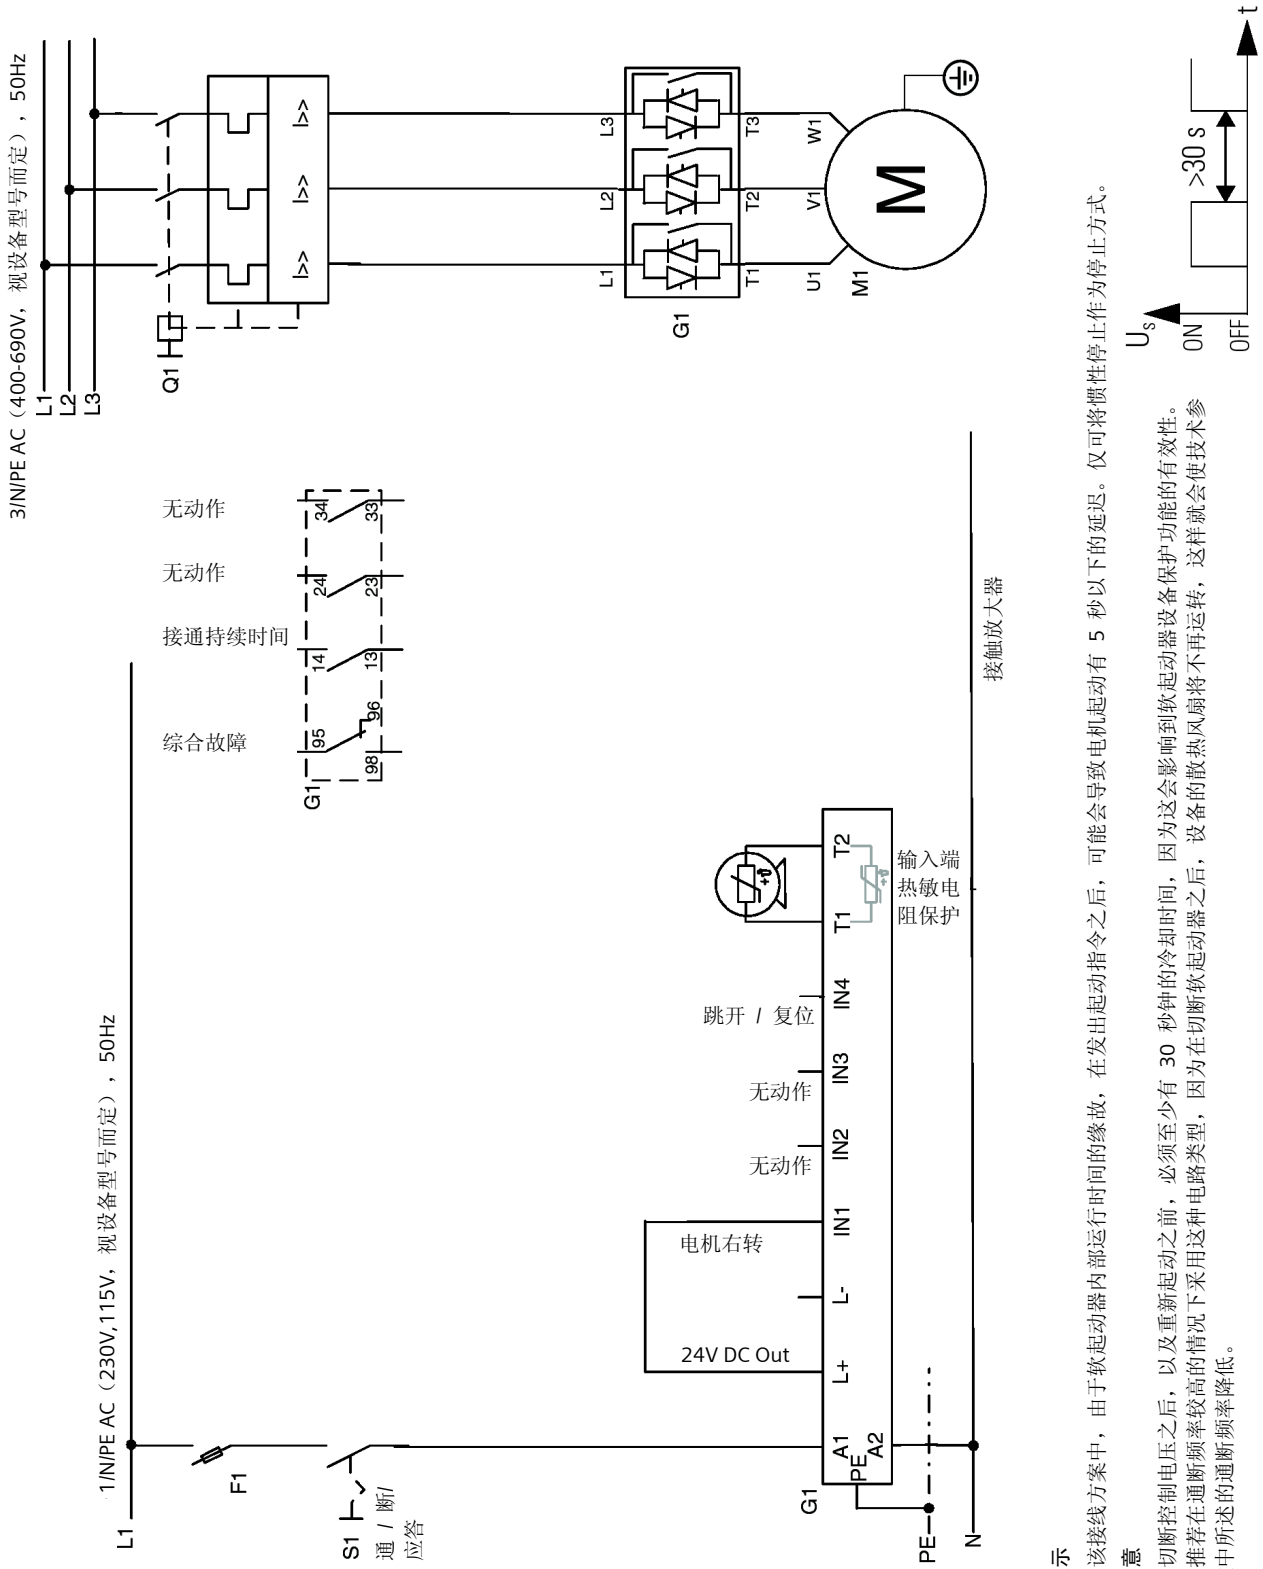 3/N/PE AC（400-690V，视设备型号而定），50Hz
L1
L2
L3
Q1
I>>
I>>
I>>
L1
L2
L3
G1
T1
T2
T3
U1
V1
W1
M1
M
1/N/PE AC（230V,115V，视设备型号而定），50Hz
L1
F1
S1
通 / 断/
应答
综合故障
接通持续时间
无动作
无动作
G1
95
96
98
14
13
24
23
34
33
24V DC Out
电机右转
无动作
无动作
跳开 / 复位
G1
A1
PE
A2
L+
L-
IN1
IN2
IN3
IN4
T1
T2
输入端
热敏电
阻保护
PE
N
接触放大器
示
该接线方案中，由于软起动器内部运行时间的缘故，在发出起动指令之后，可能会导致电机起动有 5 秒以下的延迟。仅可将惯性停止作为停止方式。
意
切断控制电压之后，以及重新起动之前，必须至少有 30 秒钟的冷却时间，因为这会影响到软起动器设备保护功能的有效性。
推荐在通断频率较高的情况下采用这种电路类型，因为在切断软起动器之后，设备的散热风扇将不再运转，这样就会使技术参
中所述的通断频率降低。
Us
ON
OFF
>30 s
t